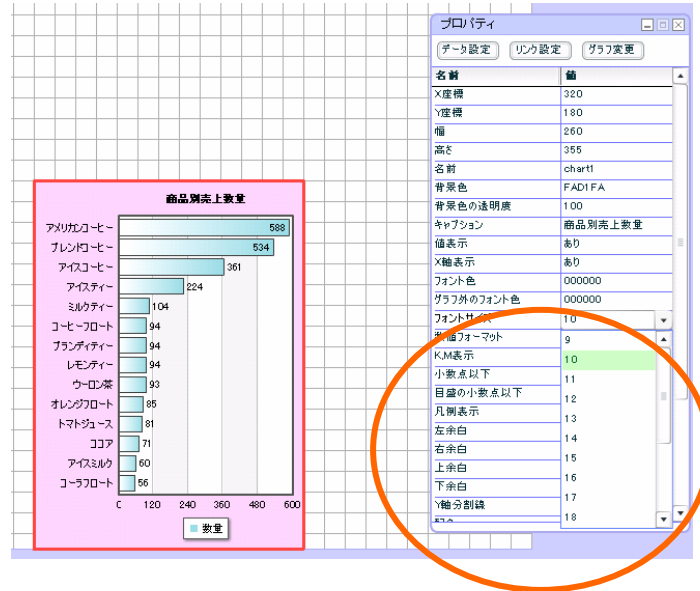 商品別売上数量
アメリカンコーヒー 588
ブレンドコーヒー 534
アイスコーヒー 361
アイスティー 224
ミルクティー 104
コーヒーフロート 94
ブランディティー 94
レモンティー 94
ウーロン茶 93
オレンジフロート 85
トマトジュース 81
ココア 71
アイスミルク 60
コーラフロート 56
0 120 240 360 480 600
数量
プロパティ
データ設定 リンク設定 グラフ変更
名前 値
X座標 320
Y座標 180
幅 260
高さ 355
名前 chart1
背景色 FAD1FA
背景色の透明度 100
キャプション 商品別売上数量
値表示 あり
X軸表示 あり
フォント色 000000
グラフ外のフォント色 000000
フォントサイズ 10
数値フォーマット 9
K,M表示 10
小数点以下 11
目盛の小数点以下 12
凡例表示 13
左余白 14
右余白 15
上余白 16
下余白 17
Y軸分割線 18